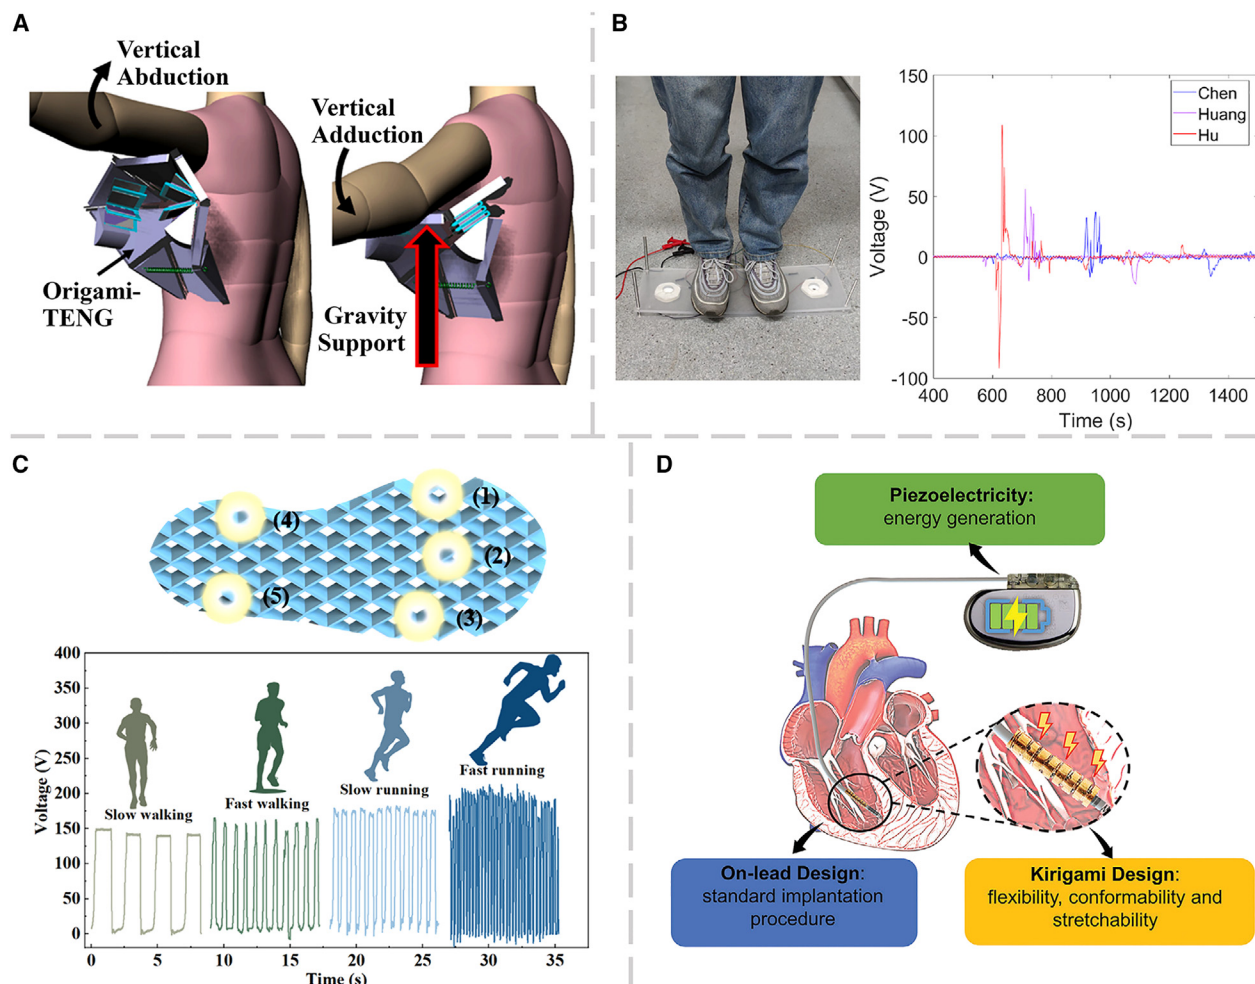 A
Vertical
Abduction
Origami-
TENG
Vertical
Adduction
Gravity
Support
B
Voltage (V)
150
100
50
0
-50
-100
400 600 800 1000 1200 1400
Time (s)
Chen
Huang
Hu
C
(1)
(2)
(3)
(4)
(5)
Voltage (V)
400
350
300
250
200
150
100
50
0
Slow walking
Fast walking
Slow running
Fast running
0 5 10 15 20 25 30 35
Time (s)
D
Piezoelectricity:
energy generation
On-lead Design:
standard implantation
procedure
Kirigami Design:
flexibility, conformability and
stretchability